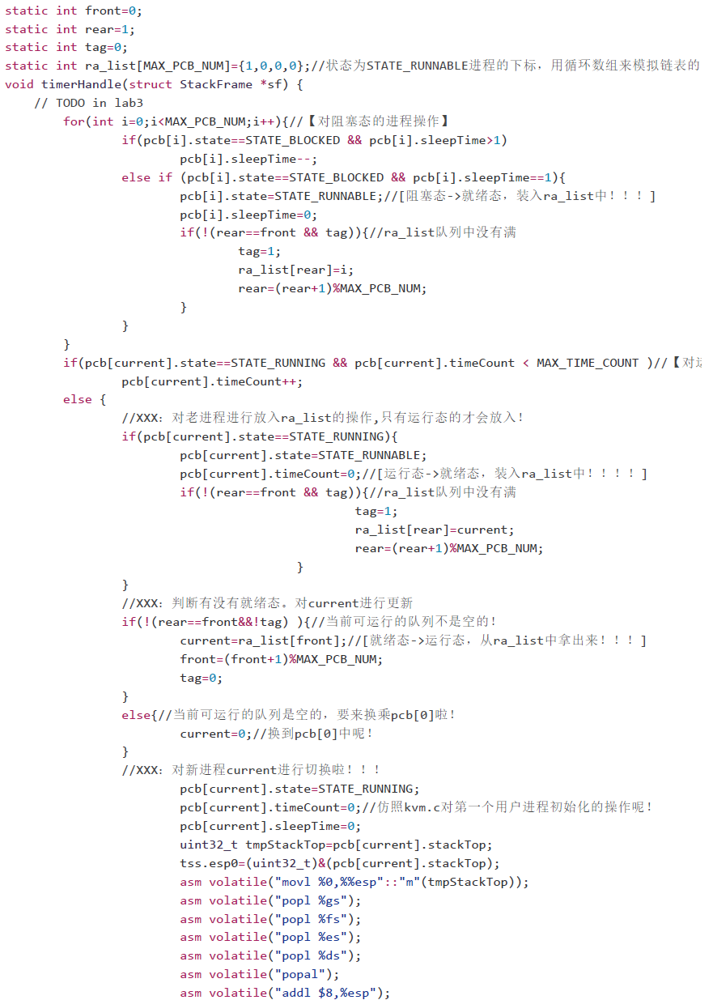 static int front=0;
static int rear=1;
static int tag=0;
static int ra_list[MAX_PCB_NUM]={1,0,0,0};//状态为STATE_RUNNABLE进程的下标，用循环数组来模拟链表的
void timerHandle(struct StackFrame *sf) {
// TODO in lab3
for(int i=0;i<MAX_PCB_NUM;i++){//【对阻塞态的进程操作】
if(pcb[i].state==STATE_BLOCKED && pcb[i].sleepTime>1)
pcb[i].sleepTime--;
else if (pcb[i].state==STATE_BLOCKED && pcb[i].sleepTime==1){
pcb[i].state=STATE_RUNNABLE;//[阻塞态->就绪态，装入ra_list中！！！]
pcb[i].sleepTime=0;
if(!(rear==front && tag)){//ra_list队列中没有满
tag=1;
ra_list[rear]=i;
rear=(rear+1)%MAX_PCB_NUM;
}
}
}
if(pcb[current].state==STATE_RUNNING && pcb[current].timeCount < MAX_TIME_COUNT )//【对
pcb[current].timeCount++;
else {
//XXX：对老进程进行放入ra_list的操作,只有运行态的才会放入！
if(pcb[current].state==STATE_RUNNING){
pcb[current].state=STATE_RUNNABLE;
pcb[current].timeCount=0;//[运行态->就绪态，装入ra_list中！！！！]
if(!(rear==front && tag)){//ra_list队列中没有满
tag=1;
ra_list[rear]=current;
rear=(rear+1)%MAX_PCB_NUM;
}
}
//XXX：判断有没有就绪态。对current进行更新
if(!(rear==front&&!tag) ){//当前可运行的队列不是空的！
current=ra_list[front];//[就绪态->运行态，从ra_list中拿出来！！！]
front=(front+1)%MAX_PCB_NUM;
tag=0;
}
else{//当前可运行的队列是空的，要来换乘pcb[0]啦！
current=0;//换到pcb[0]中呢！
}
//XXX：对新进程current进行切换啦！！！
pcb[current].state=STATE_RUNNING;
pcb[current].timeCount=0;//仿照kvm.c对第一个用户进程初始化的操作呢！
pcb[current].sleepTime=0;
uint32_t tmpStackTop=pcb[current].stackTop;
tss.esp0=(uint32_t)&(pcb[current].stackTop);
asm volatile("movl %0,%%esp"::"m"(tmpStackTop));
asm volatile("popl %gs");
asm volatile("popl %fs");
asm volatile("popl %es");
asm volatile("popl %ds");
asm volatile("popal");
asm volatile("addl $8,%esp");